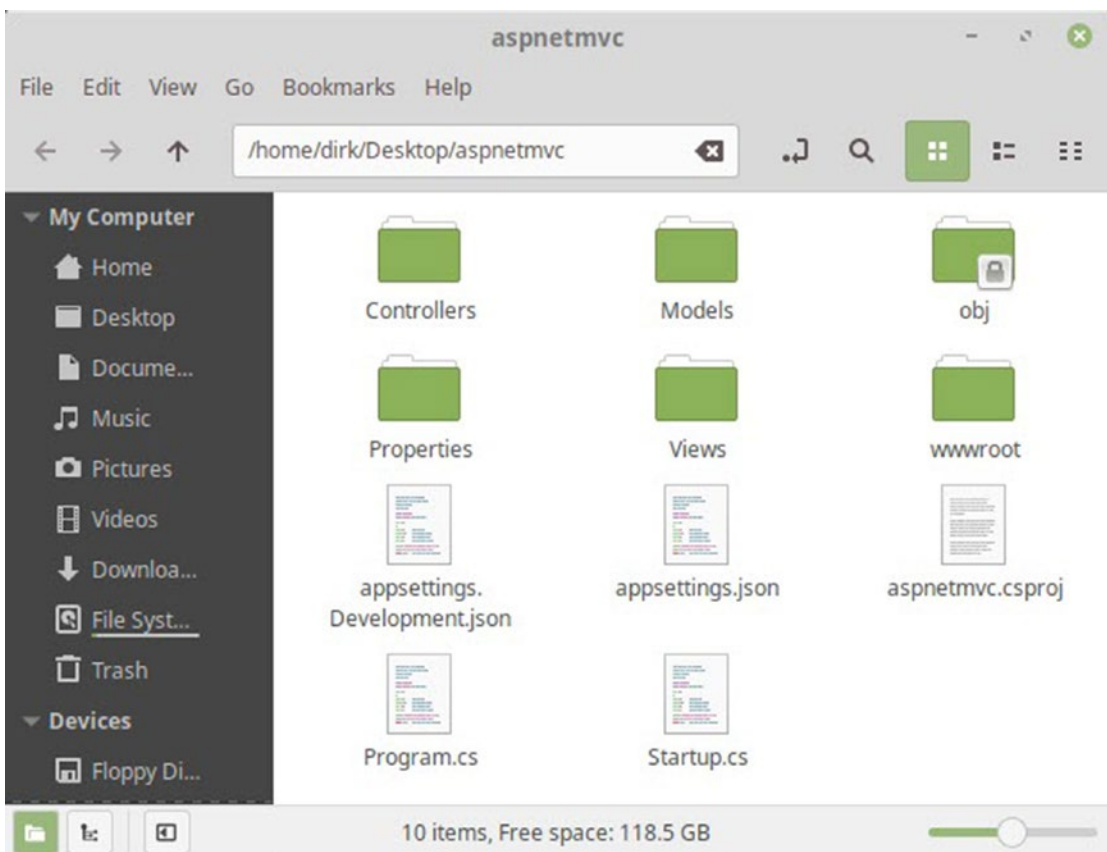 aspnetmvc
File Edit View Go Bookmarks Help
/home/dirk/Desktop/aspnetmvc
My Computer
Home
Desktop
Docume...
Music
Pictures
Videos
Downloa...
File Syst...
Trash
Devices
Floppy Di...
Controllers Models obj
Properties Views wwwroot
appsettings. appsettings.json aspnetmvc.csproj
Development.json
Program.cs Startup.cs
10 items, Free space: 118.5 GB